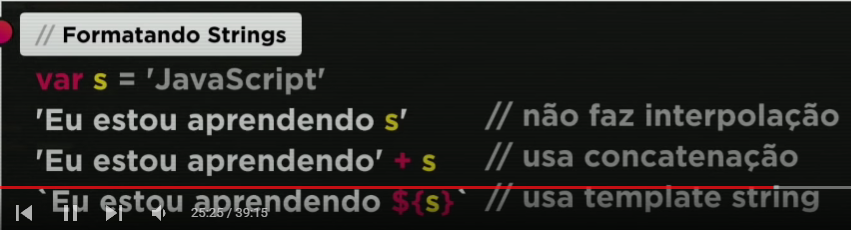 // Formatando Strings
var s = 'JavaScript'
'Eu estou aprendendo s' // não faz interpolação
'Eu estou aprendendo' + s // usa concatenação
`Eu estou aprendendo ${s}` // usa template string
25:25 / 39:15